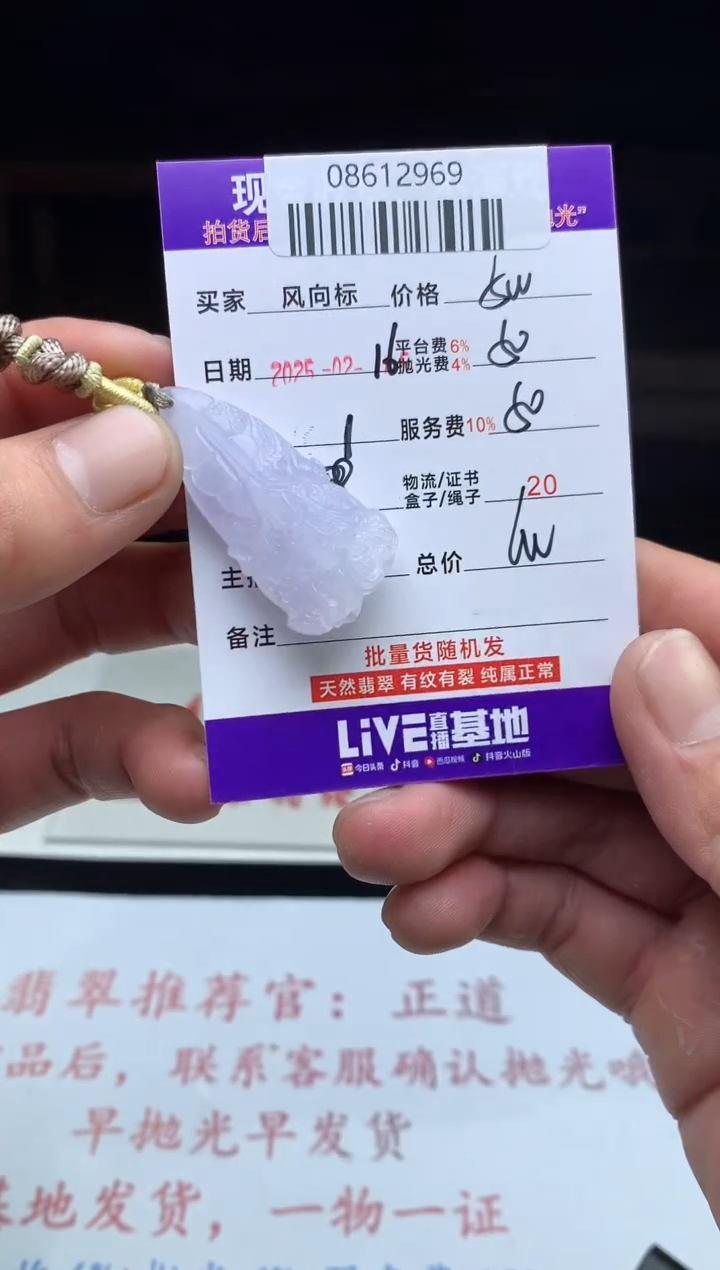 08612969
现
拍货后 光”
买家 风向标 价格
日期 2025-02-16 平台费6%
抛光费4%
服务费10%
物流/证书 20
盒子/绳子
主 总价
备注
批量货随机发
天然翡翠 有纹有裂 纯属正常
LiVE直播基地
今日头条 抖音 西瓜视频 抖音火山版
翡翠推荐官：正道
品后，联系客服确认抛光哦
早抛光早发货
地发货，一物一证